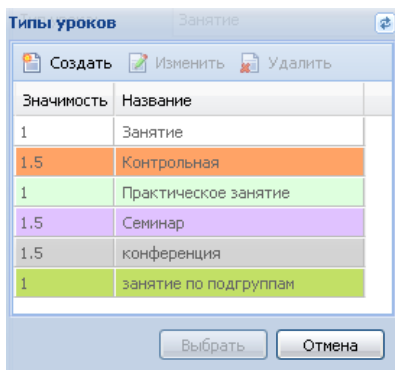 Типы уроков Занятие
Создать Изменить Удалить
Значимость Название
1 Занятие
1.5 Контрольная
1 Практическое занятие
1.5 Семинар
1.5 конференция
1 занятие по подгруппам
Выбрать Отмена